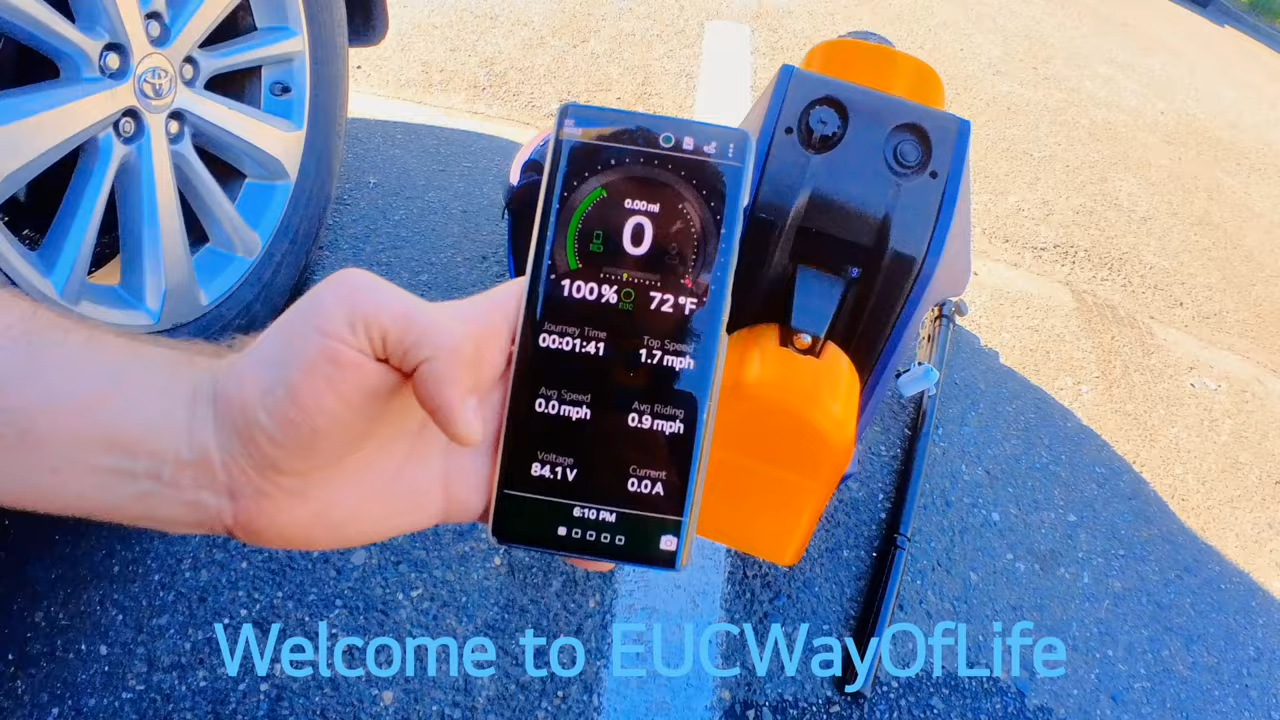 0.00 mi
0
100% EUC 72 °F
Journey Time
00:01:41
Top Speed
1.7 mph
Avg Speed
0.0 mph
Avg Riding
0.9 mph
Voltage
84.1 V
Current
0.0 A
6:10 PM
Welcome to EUCWayOfLife